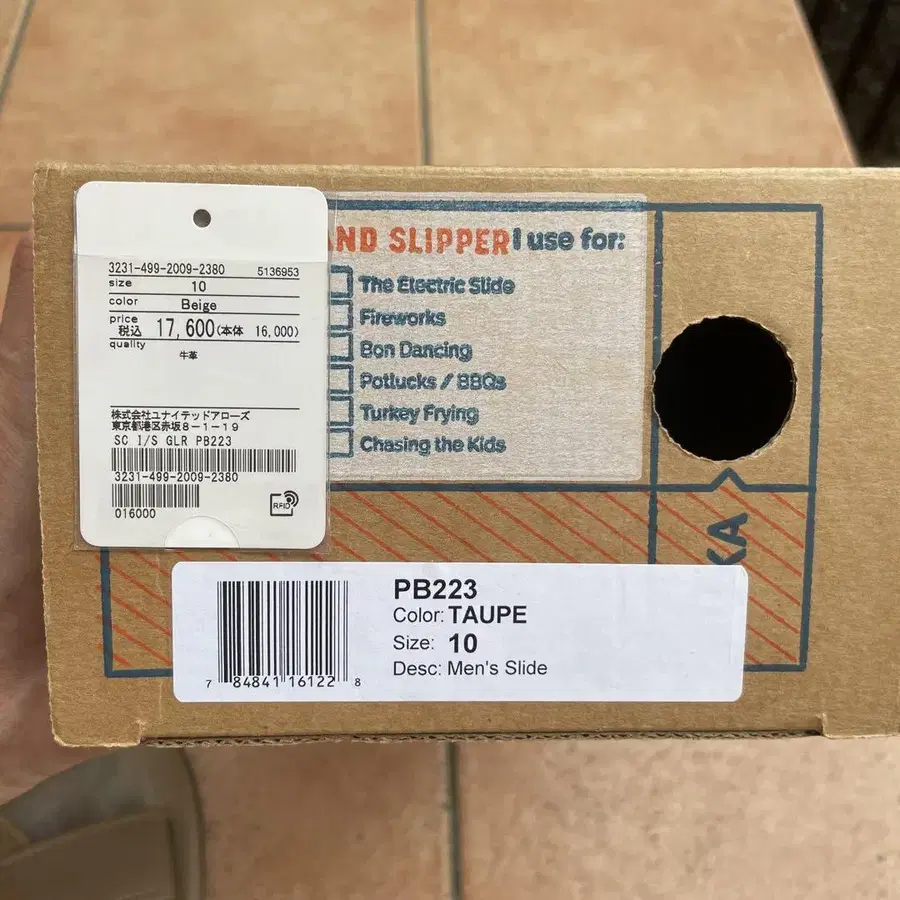 3231-499-2009-2380 5136953
size 10
color Beige
price
税込 17,600(本体 16,000)
quality
牛革
株式会社ユナイテッドアローズ
東京都港区赤坂8-1-19
SC I/S GLR PB223
3231-499-2009-2380
016000
RFID
SLIPPER I use for:
The Electric Slide
Fireworks
Bon Dancing
Potlucks / BBQs
Turkey Frying
Chasing the Kids
PB223
Color: TAUPE
Size: 10
Desc: Men's Slide
7 84841 16122 8